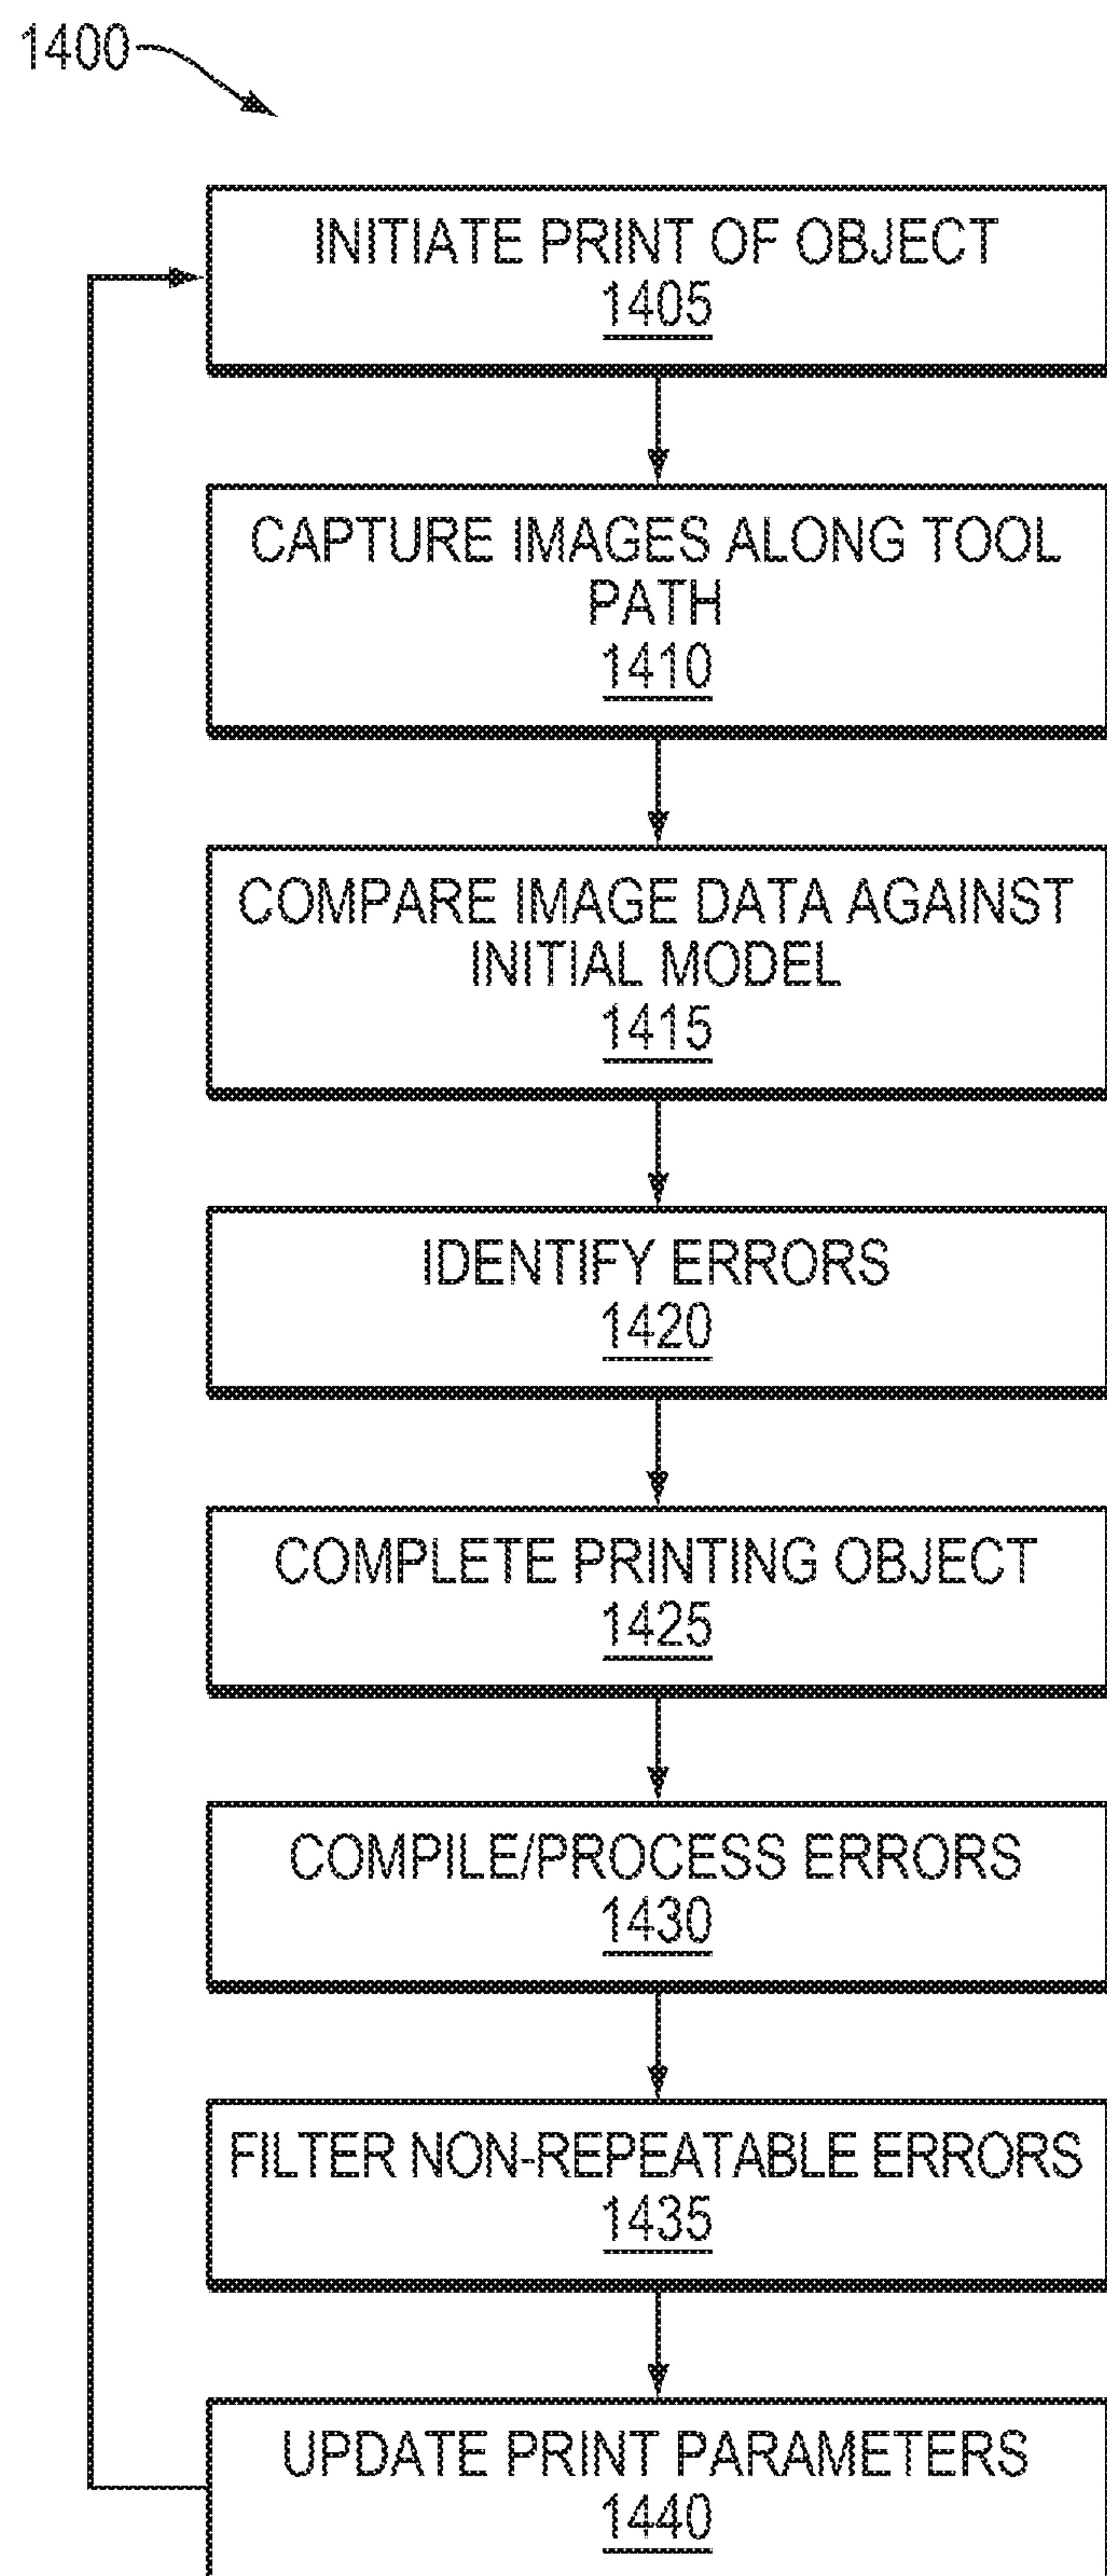 1400
INITIATE PRINT OF OBJECT
1405
CAPTURE IMAGES ALONG TOOL
PATH
1410
COMPARE IMAGE DATA AGAINST
INITIAL MODEL
1415
IDENTIFY ERRORS
1420
COMPLETE PRINTING OBJECT
1425
COMPILE/PROCESS ERRORS
1430
FILTER NON-REPEATABLE ERRORS
1435
UPDATE PRINT PARAMETERS
1440